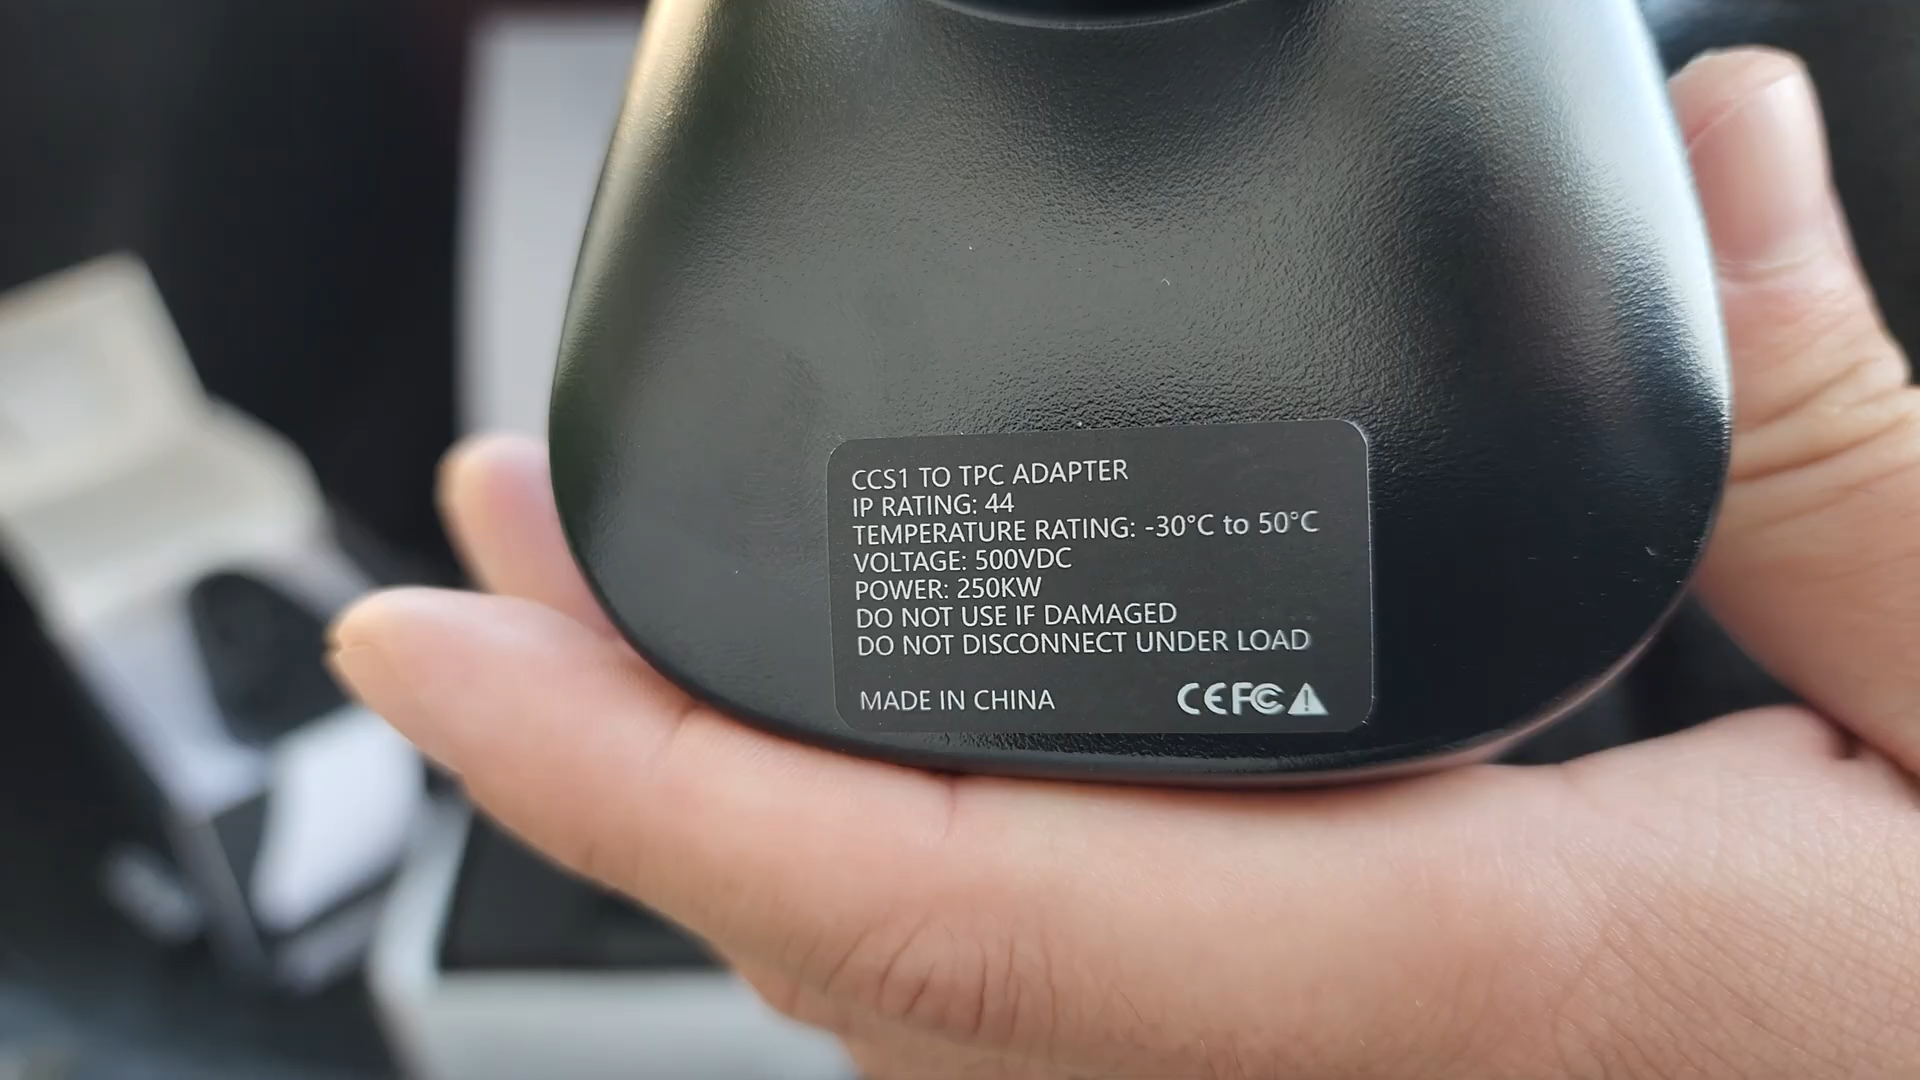 CCS1 TO TPC ADAPTER
IP RATING: 44
TEMPERATURE RATING: -30°C to 50°C
VOLTAGE: 500VDC
POWER: 250KW
DO NOT USE IF DAMAGED
DO NOT DISCONNECT UNDER LOAD
MADE IN CHINA CE FC